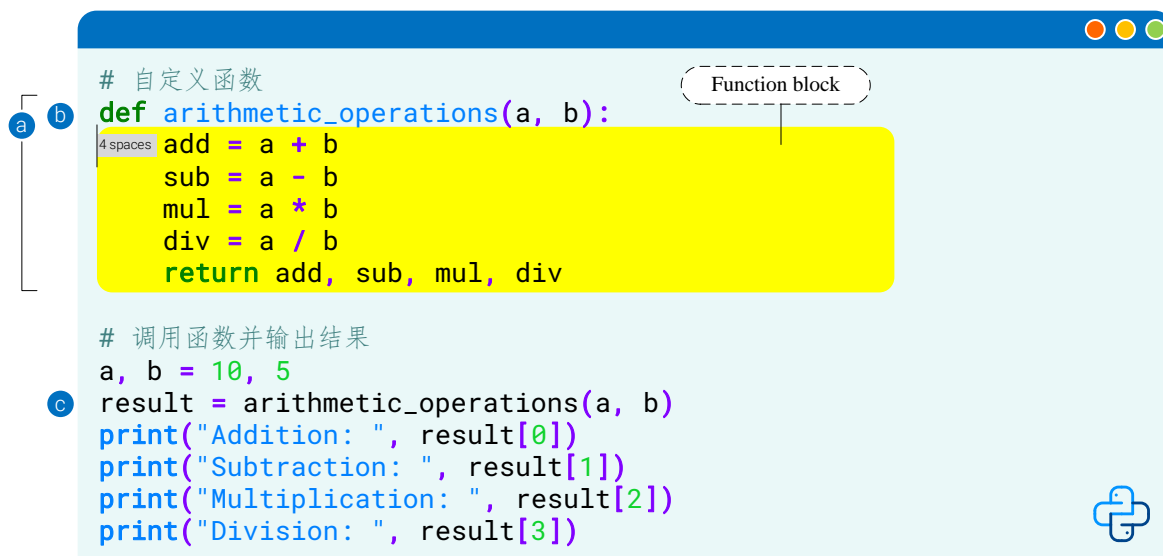 # 自定义函数
Function block
a
b
def arithmetic_operations(a, b):
4 spaces
    add = a + b
    sub = a - b
    mul = a * b
    div = a / b
    return add, sub, mul, div
# 调用函数并输出结果
a, b = 10, 5
c
result = arithmetic_operations(a, b)
print("Addition: ", result[0])
print("Subtraction: ", result[1])
print("Multiplication: ", result[2])
print("Division: ", result[3])